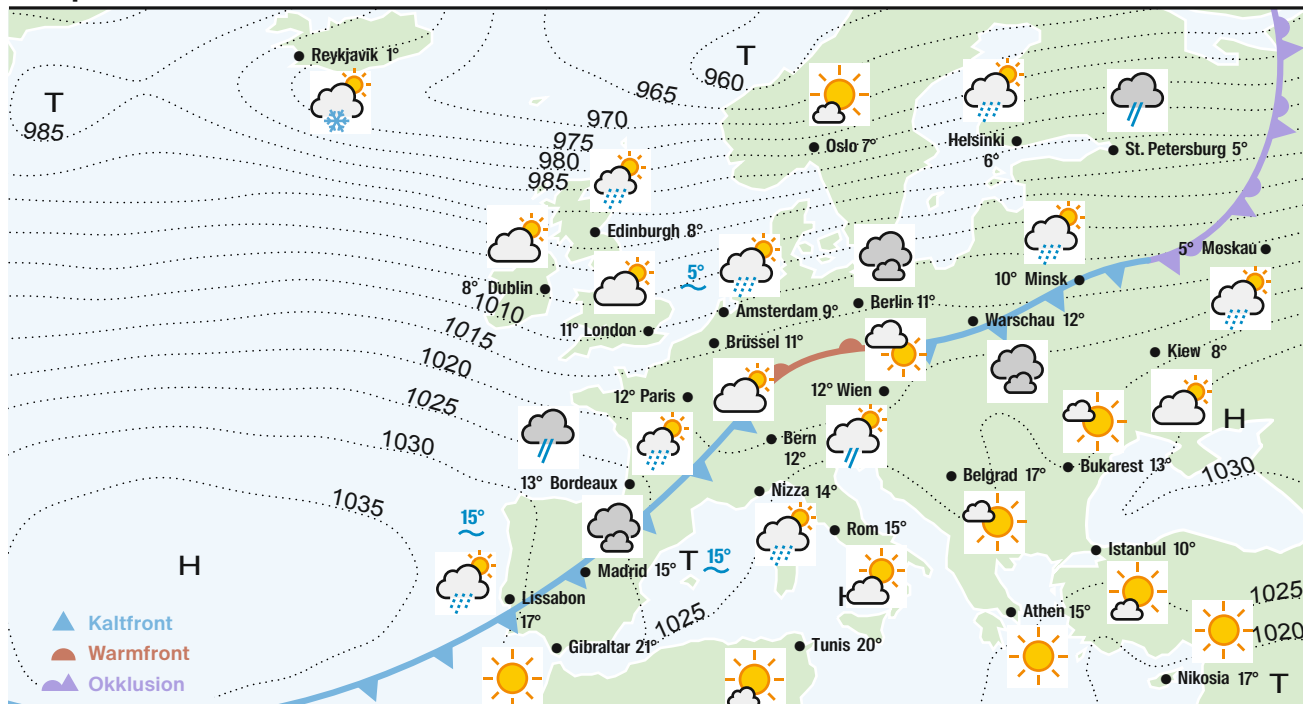 Reykjavik 1°
T
960
T
965
985
970
975
980
985
Oslo 7°
Helsinki
6°
St. Petersburg 5°
Edinburgh 8°
5° Moskau
5°
8° Dublin
10° Minsk
1010
Amsterdam 9°
Berlin 11°
1015
11° London
Warschau 12°
Brüssel 11°
1020
Kiew 8°
1025
12° Paris
12° Wien
H
1030
Bern
12°
Belgrad 17°
Bukarest 13°
1030
13° Bordeaux
Nizza 14°
1035
15°
Rom 15°
Istanbul 10°
H
Madrid 15°
T
15°
Lissabon
17°
1025
Athen 15°
1025
1020
Kaltfront
Gibraltar 21°
Tunis 20°
Warmfront
Okklusion
Nikosia 17°
T